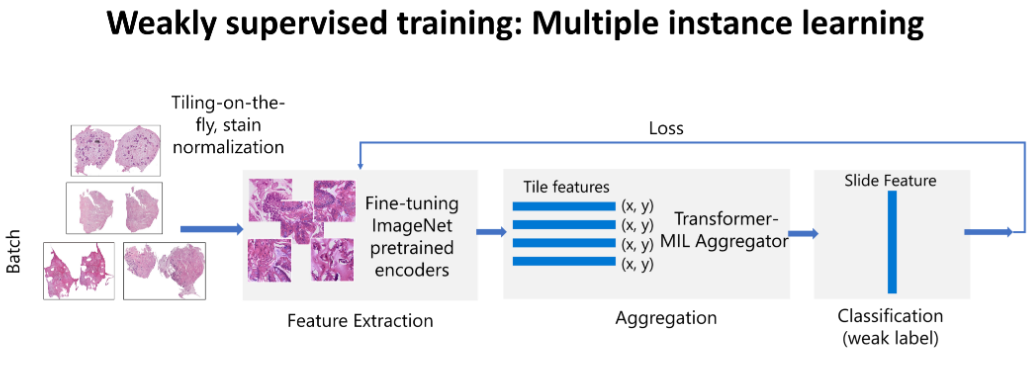 Weakly supervised training: Multiple instance learning
Tiling-on-the-
fly, stain
normalization
Loss
Batch
Fine-tuning
ImageNet
pretrained
encoders
Feature Extraction
Tile features
(x, y)
(x, y)
(x, y)
(x, y)
Transformer-
MIL Aggregator
Aggregation
Slide Feature
Classification
(weak label)